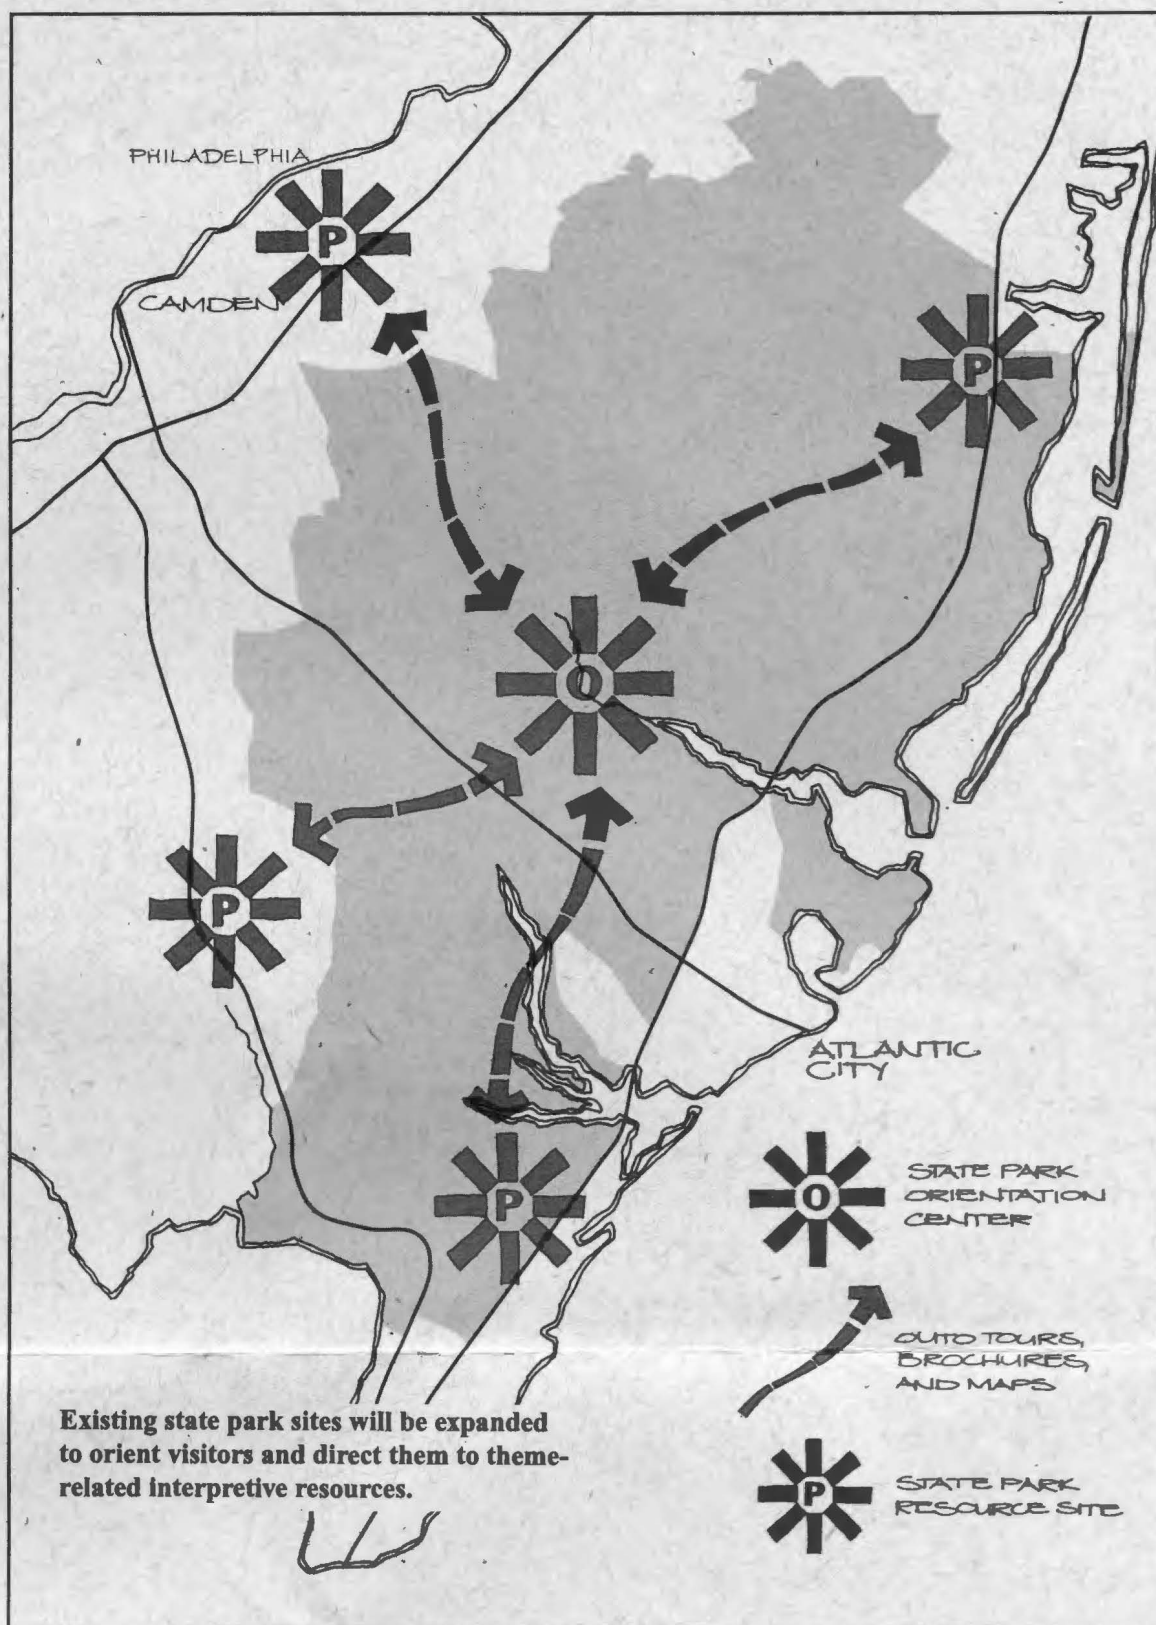 PHILADELPHIA
P
CAMDEN
P
O
P
ATLANTIC
CITY
P
O
STATE PARK
ORIENTATION
CENTER
AUTO TOURS,
BROCHURES,
AND MAPS
Existing state park sites will be expanded
to orient visitors and direct them to theme-
related interpretive resources.
P
STATE PARK
RESOURCE SITE